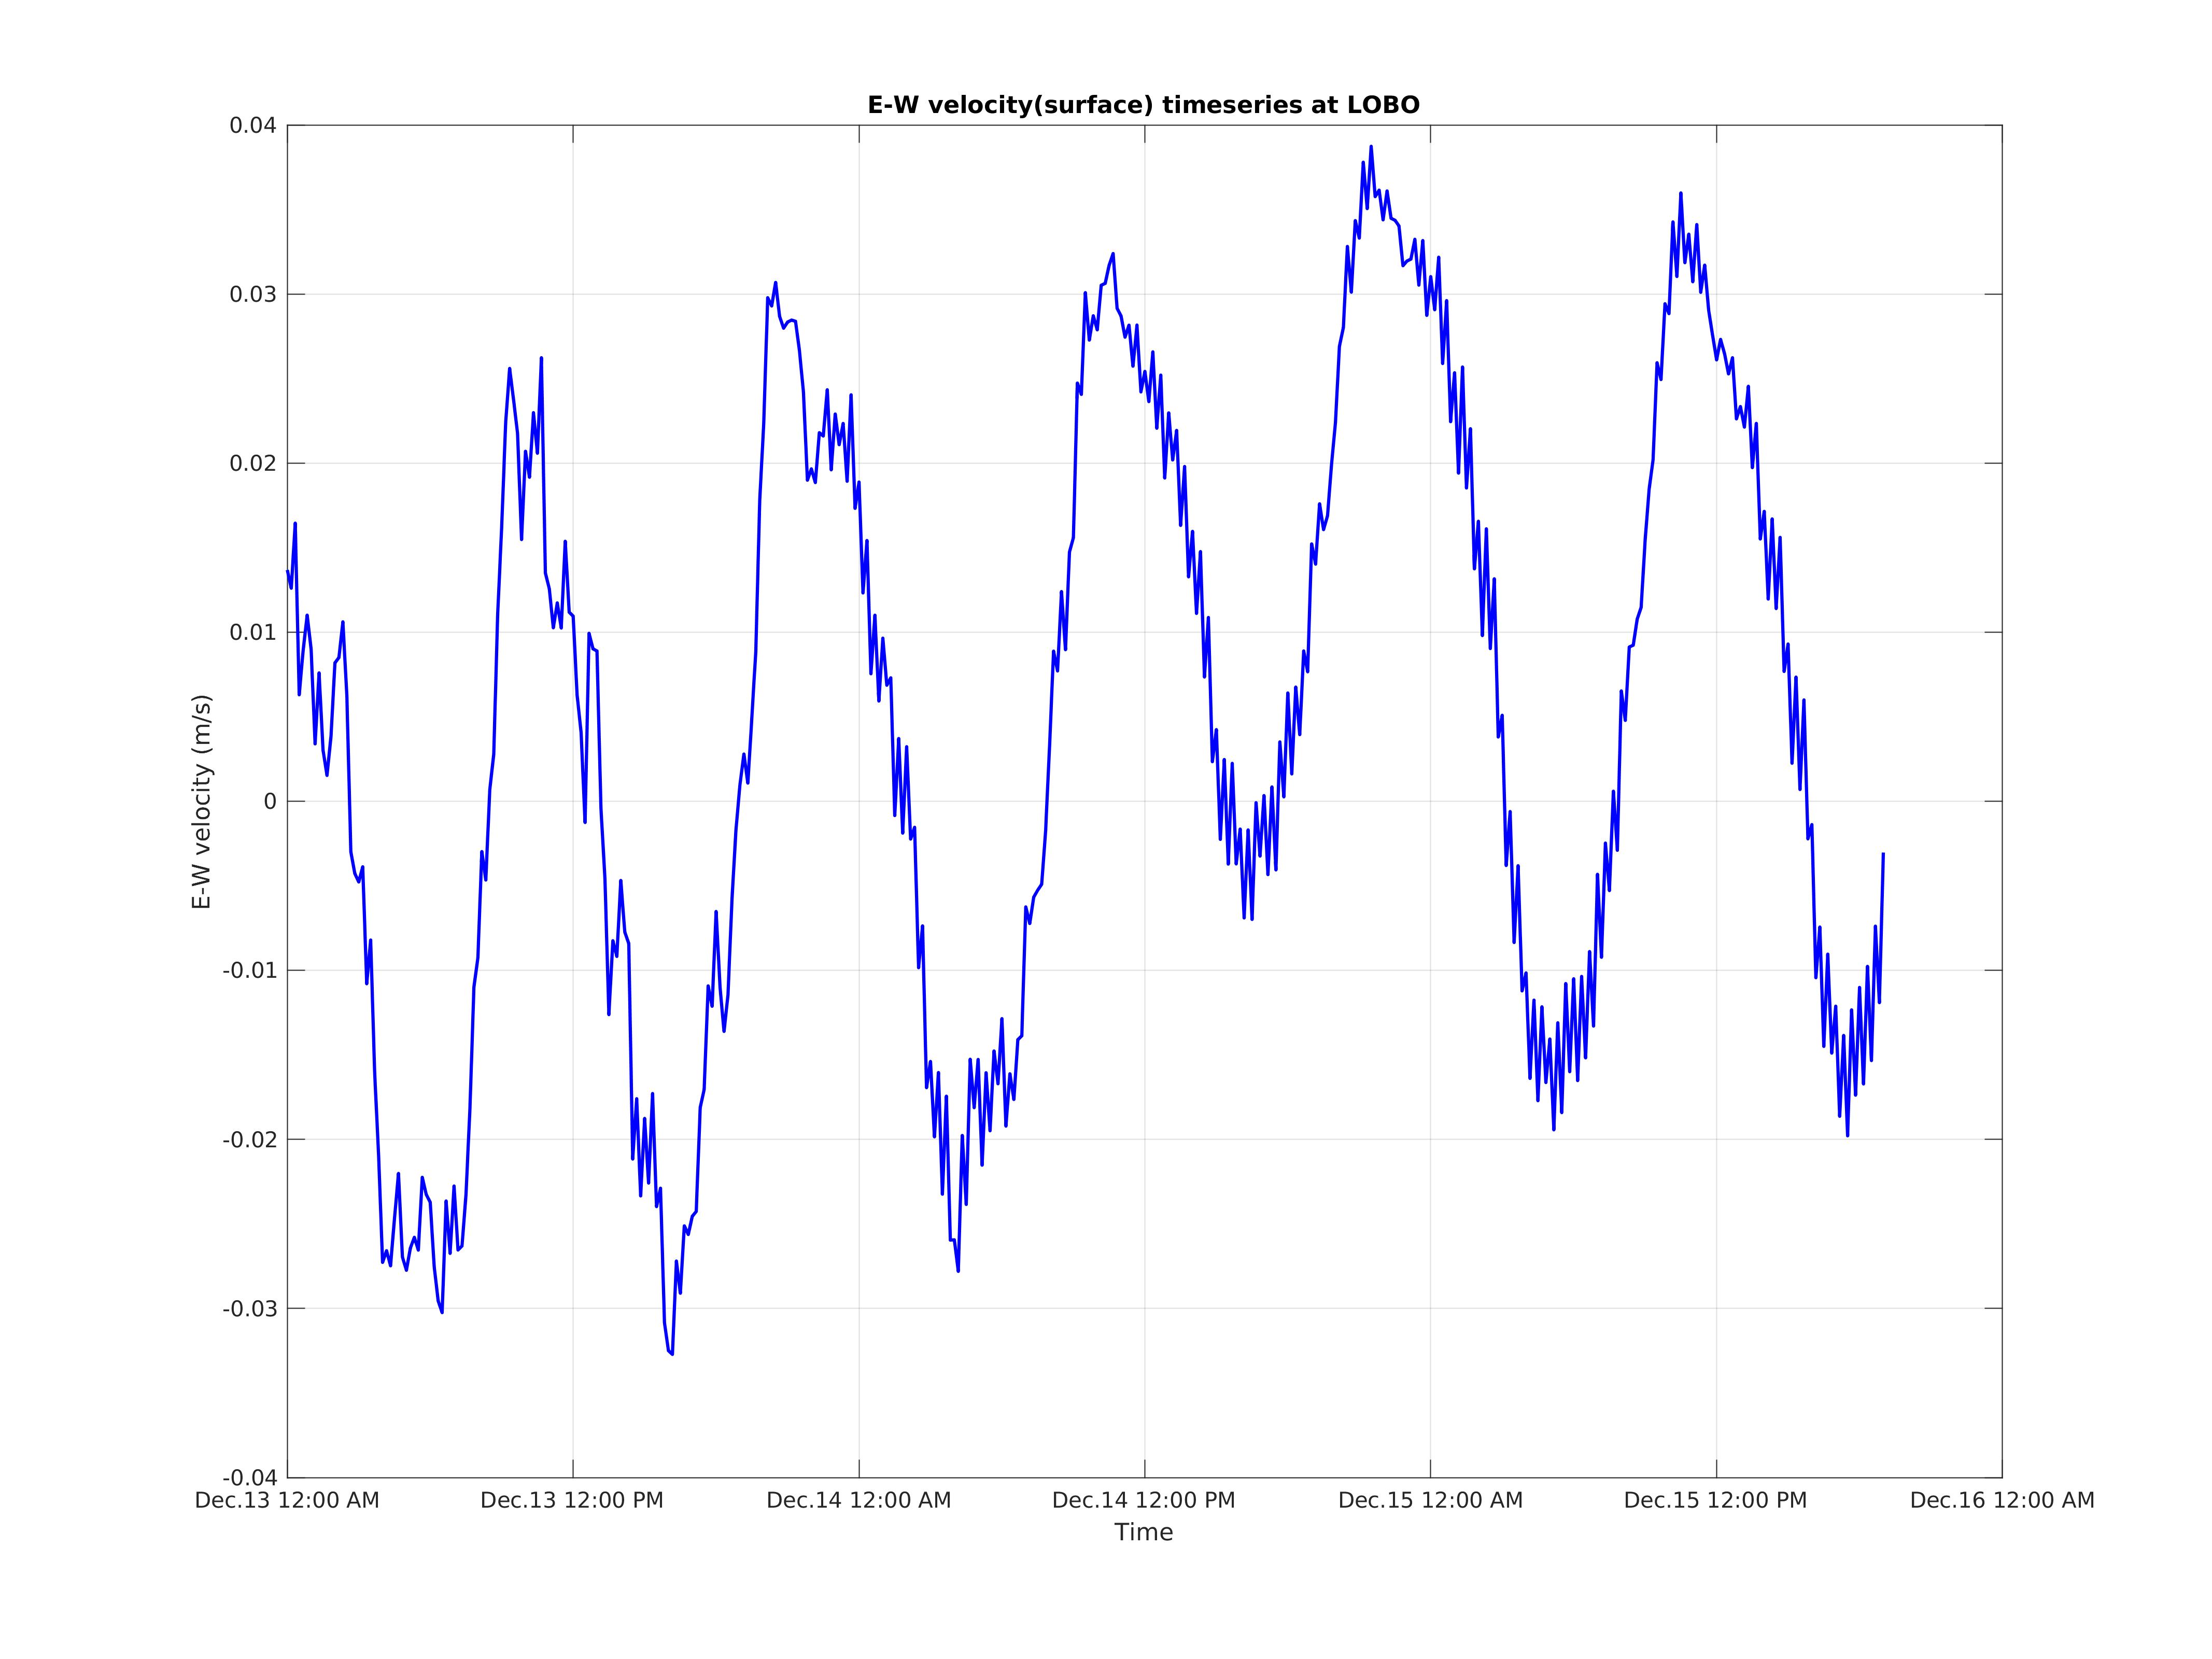 E-W velocity(surface) timeseries at LOBO
0.04
0.03
0.02
0.01
0
-0.01
-0.02
-0.03
-0.04
E-W velocity (m/s)
Dec.13 12:00 AM
Dec.13 12:00 PM
Dec.14 12:00 AM
Dec.14 12:00 PM
Dec.15 12:00 AM
Dec.15 12:00 PM
Dec.16 12:00 AM
Time